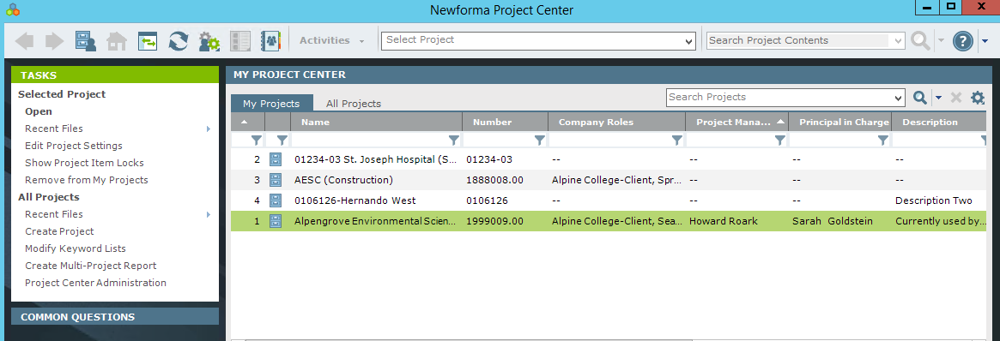 Newforma Project Center
Activities Select Project Search Project Contents
TASKS
Selected Project
Open
Recent Files
Edit Project Settings
Show Project Item Locks
Remove from My Projects
All Projects
Recent Files
Create Project
Modify Keyword Lists
Create Multi-Project Report
Project Center Administration
COMMON QUESTIONS
MY PROJECT CENTER
My Projects All Projects Search Projects
Name Number Company Roles Project Mana... Principal in Charge Description
2 01234-03 St. Joseph Hospital (S... 01234-03 -- -- -- --
3 AESC (Construction) 1888008.00 Alpine College-Client, Spr... -- -- --
4 0106126-Hernando West 0106126 -- -- -- Description Two
1 Alpengrove Environmental Scien... 1999009.00 Alpine College-Client, Sea... Howard Roark Sarah Goldstein Currently used by...